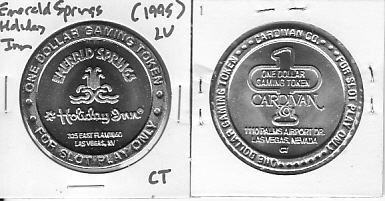 Emerald Springs (1995)
Holiday LV
Inn
ONE DOLLAR GAMING TOKEN
EMERALD SPRINGS
Holiday Inn
325 EAST FLAMINGO
LAS VEGAS, NV
FOR SLOT PLAY ONLY
CT
CARDIVAN CO.
ONE DOLLAR GAMING TOKEN
FOR SLOT PLAY ONLY
1
ONE DOLLAR
GAMING TOKEN
CARDIVAN
CO.
1110 PALMS AIRPORT DR.
LAS VEGAS, NEVADA
CT